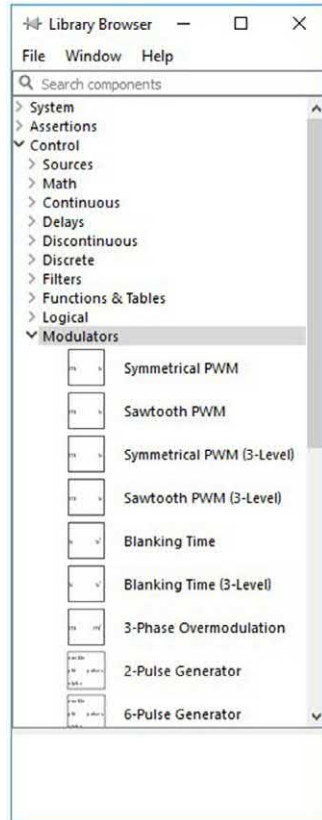 Library Browser
File Window Help
Search components
System
Assertions
Control
Sources
Math
Continuous
Delays
Discontinuous
Discrete
Filters
Functions & Tables
Logical
Modulators
Symmetrical PWM
Sawtooth PWM
Symmetrical PWM (3-Level)
Sawtooth PWM (3-Level)
Blanking Time
Blanking Time (3-Level)
3-Phase Overmodulation
2-Pulse Generator
6-Pulse Generator